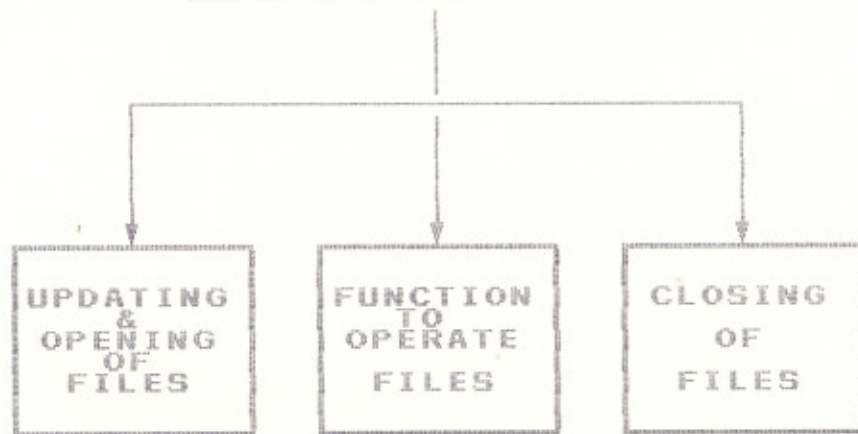 UPDATING
&
OPENING
OF
FILES
FUNCTION
TO
OPERATE
FILES
CLOSING
OF
FILES